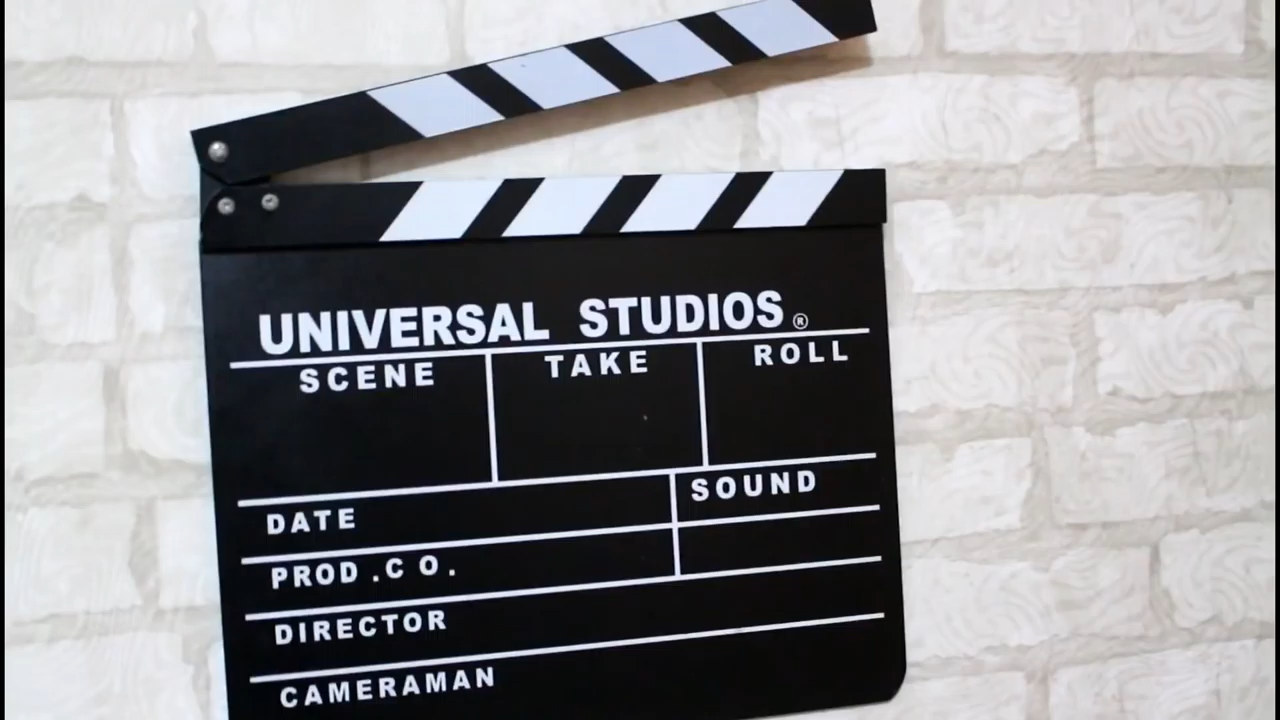 UNIVERSAL STUDIOS®
SCENE TAKE ROLL
DATE SOUND
PROD .C O.
DIRECTOR
CAMERAMAN